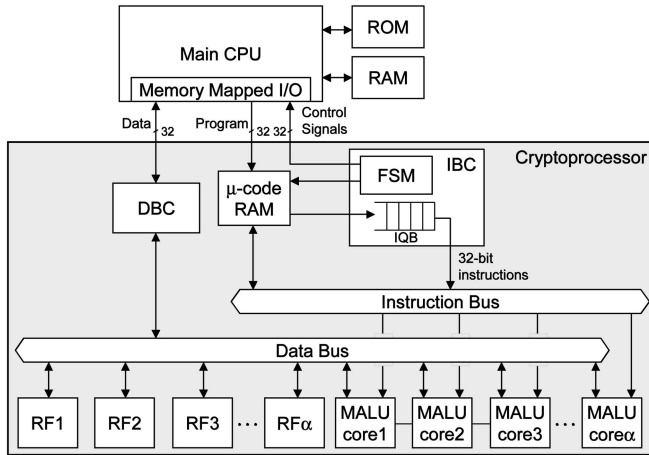 Main CPU
ROM
RAM
Memory Mapped I/O
Data
32
Program
32
32
Control
Signals
Cryptoprocessor
IBC
FSM
DBC
μ-code
RAM
IQB
32-bit
instructions
Instruction Bus
Data Bus
RF1
RF2
RF3
...
RFα
MALU
core1
MALU
core2
MALU
core3
...
MALU
coreα